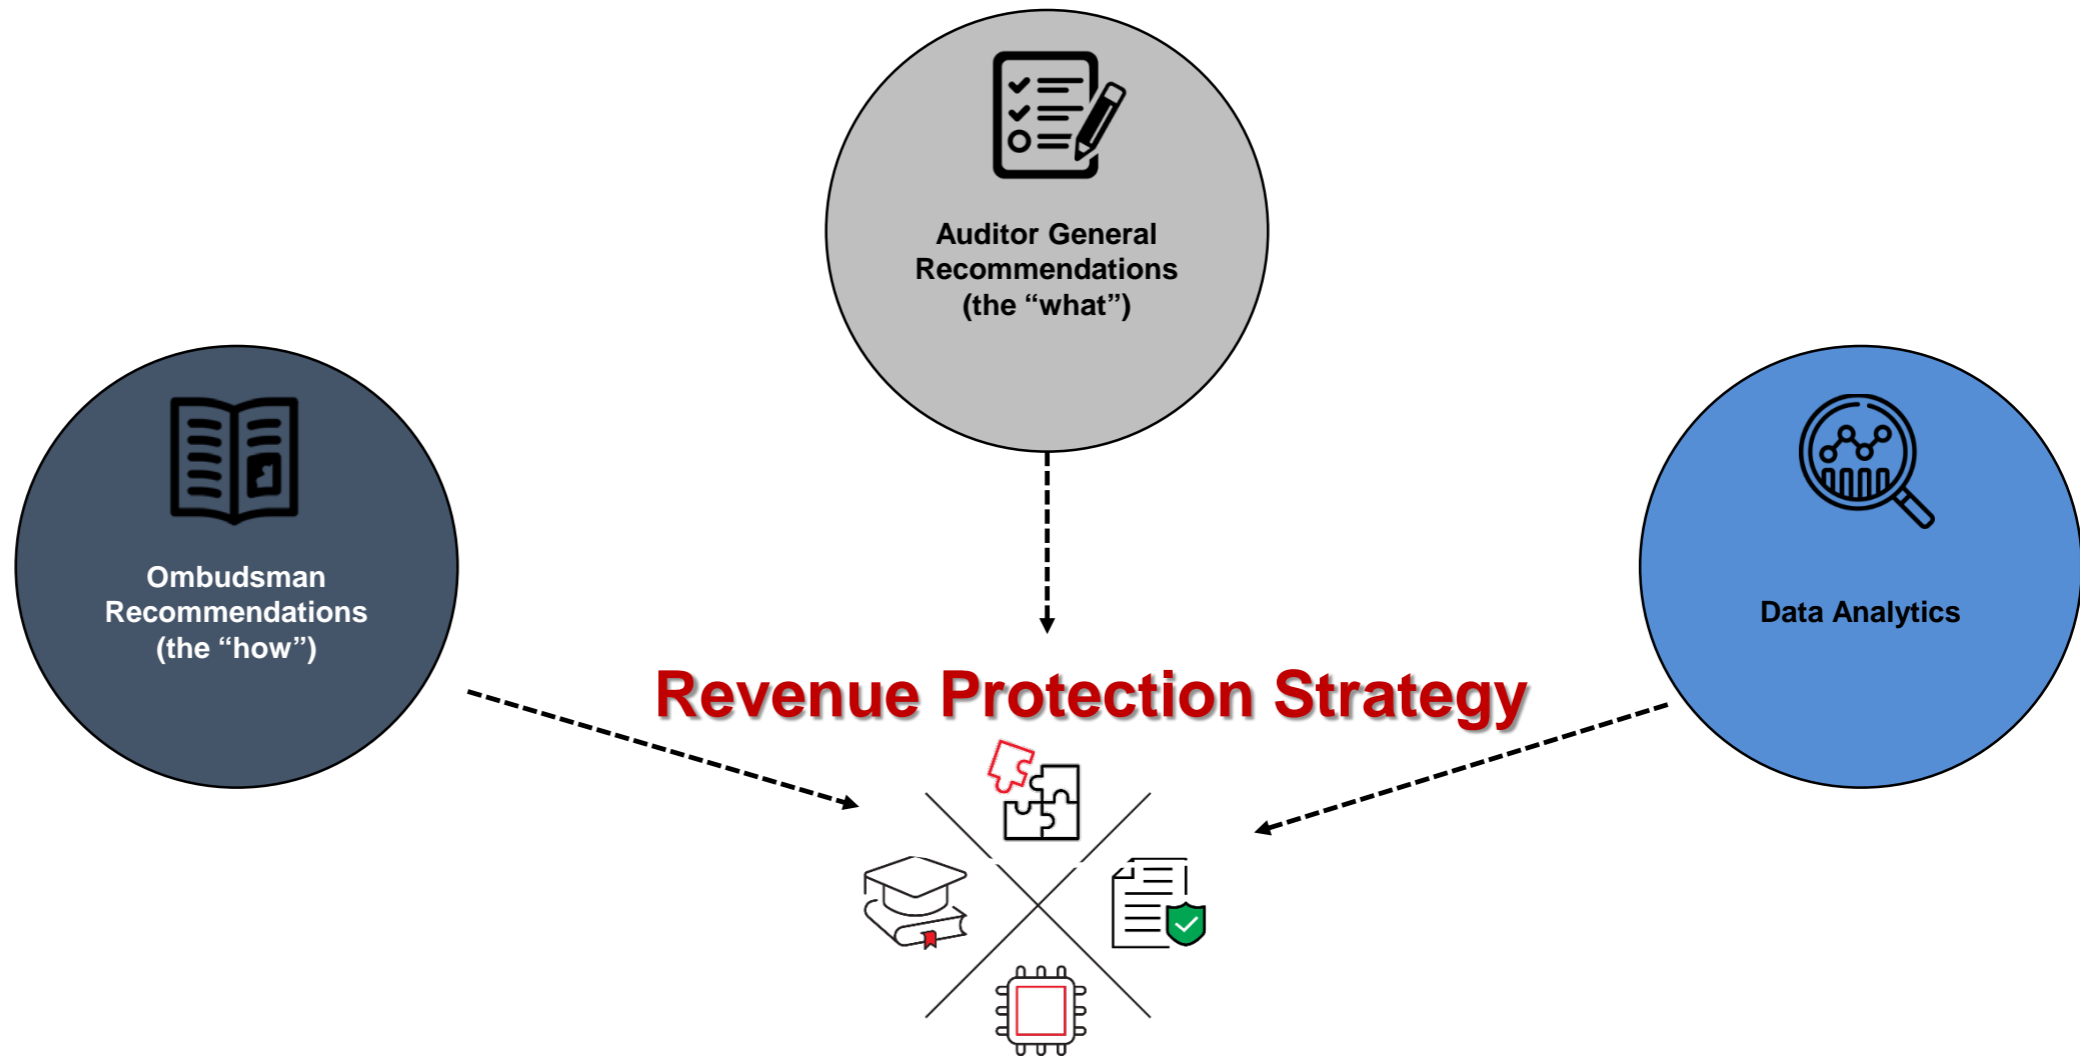 Auditor General
Recommendations
(the “what”)
Ombudsman
Recommendations
(the “how”)
Data Analytics
Revenue Protection Strategy